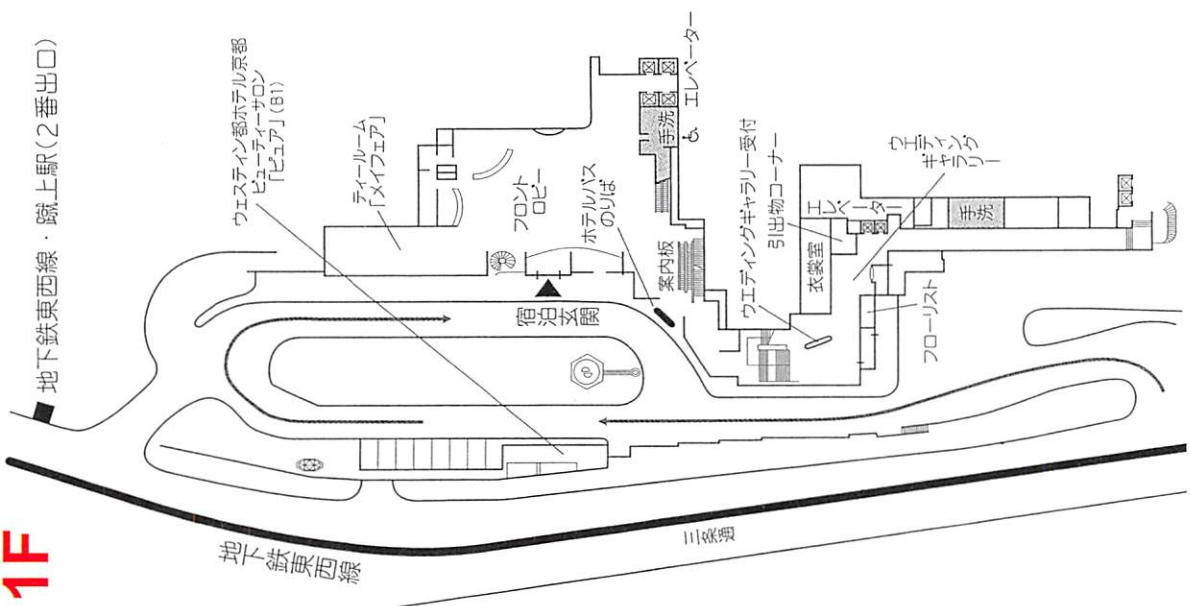 1F
地下鉄東西線・蹴上駅(2番出口)
ウェスティン都ホテル京都
ビューティーサロン
「ピュア」(B1)
ティールーム
「メイフェア」
フロント
ロビー
宿泊
玄関
ホテルバス
のりば
手洗
エレベーター
案内板
ウエディングギャラリー受付
引出物コーナー
エレベーター
衣裳室
ウエディング
ギャラリー
手洗
フローリスト
地下鉄東西線
三条通